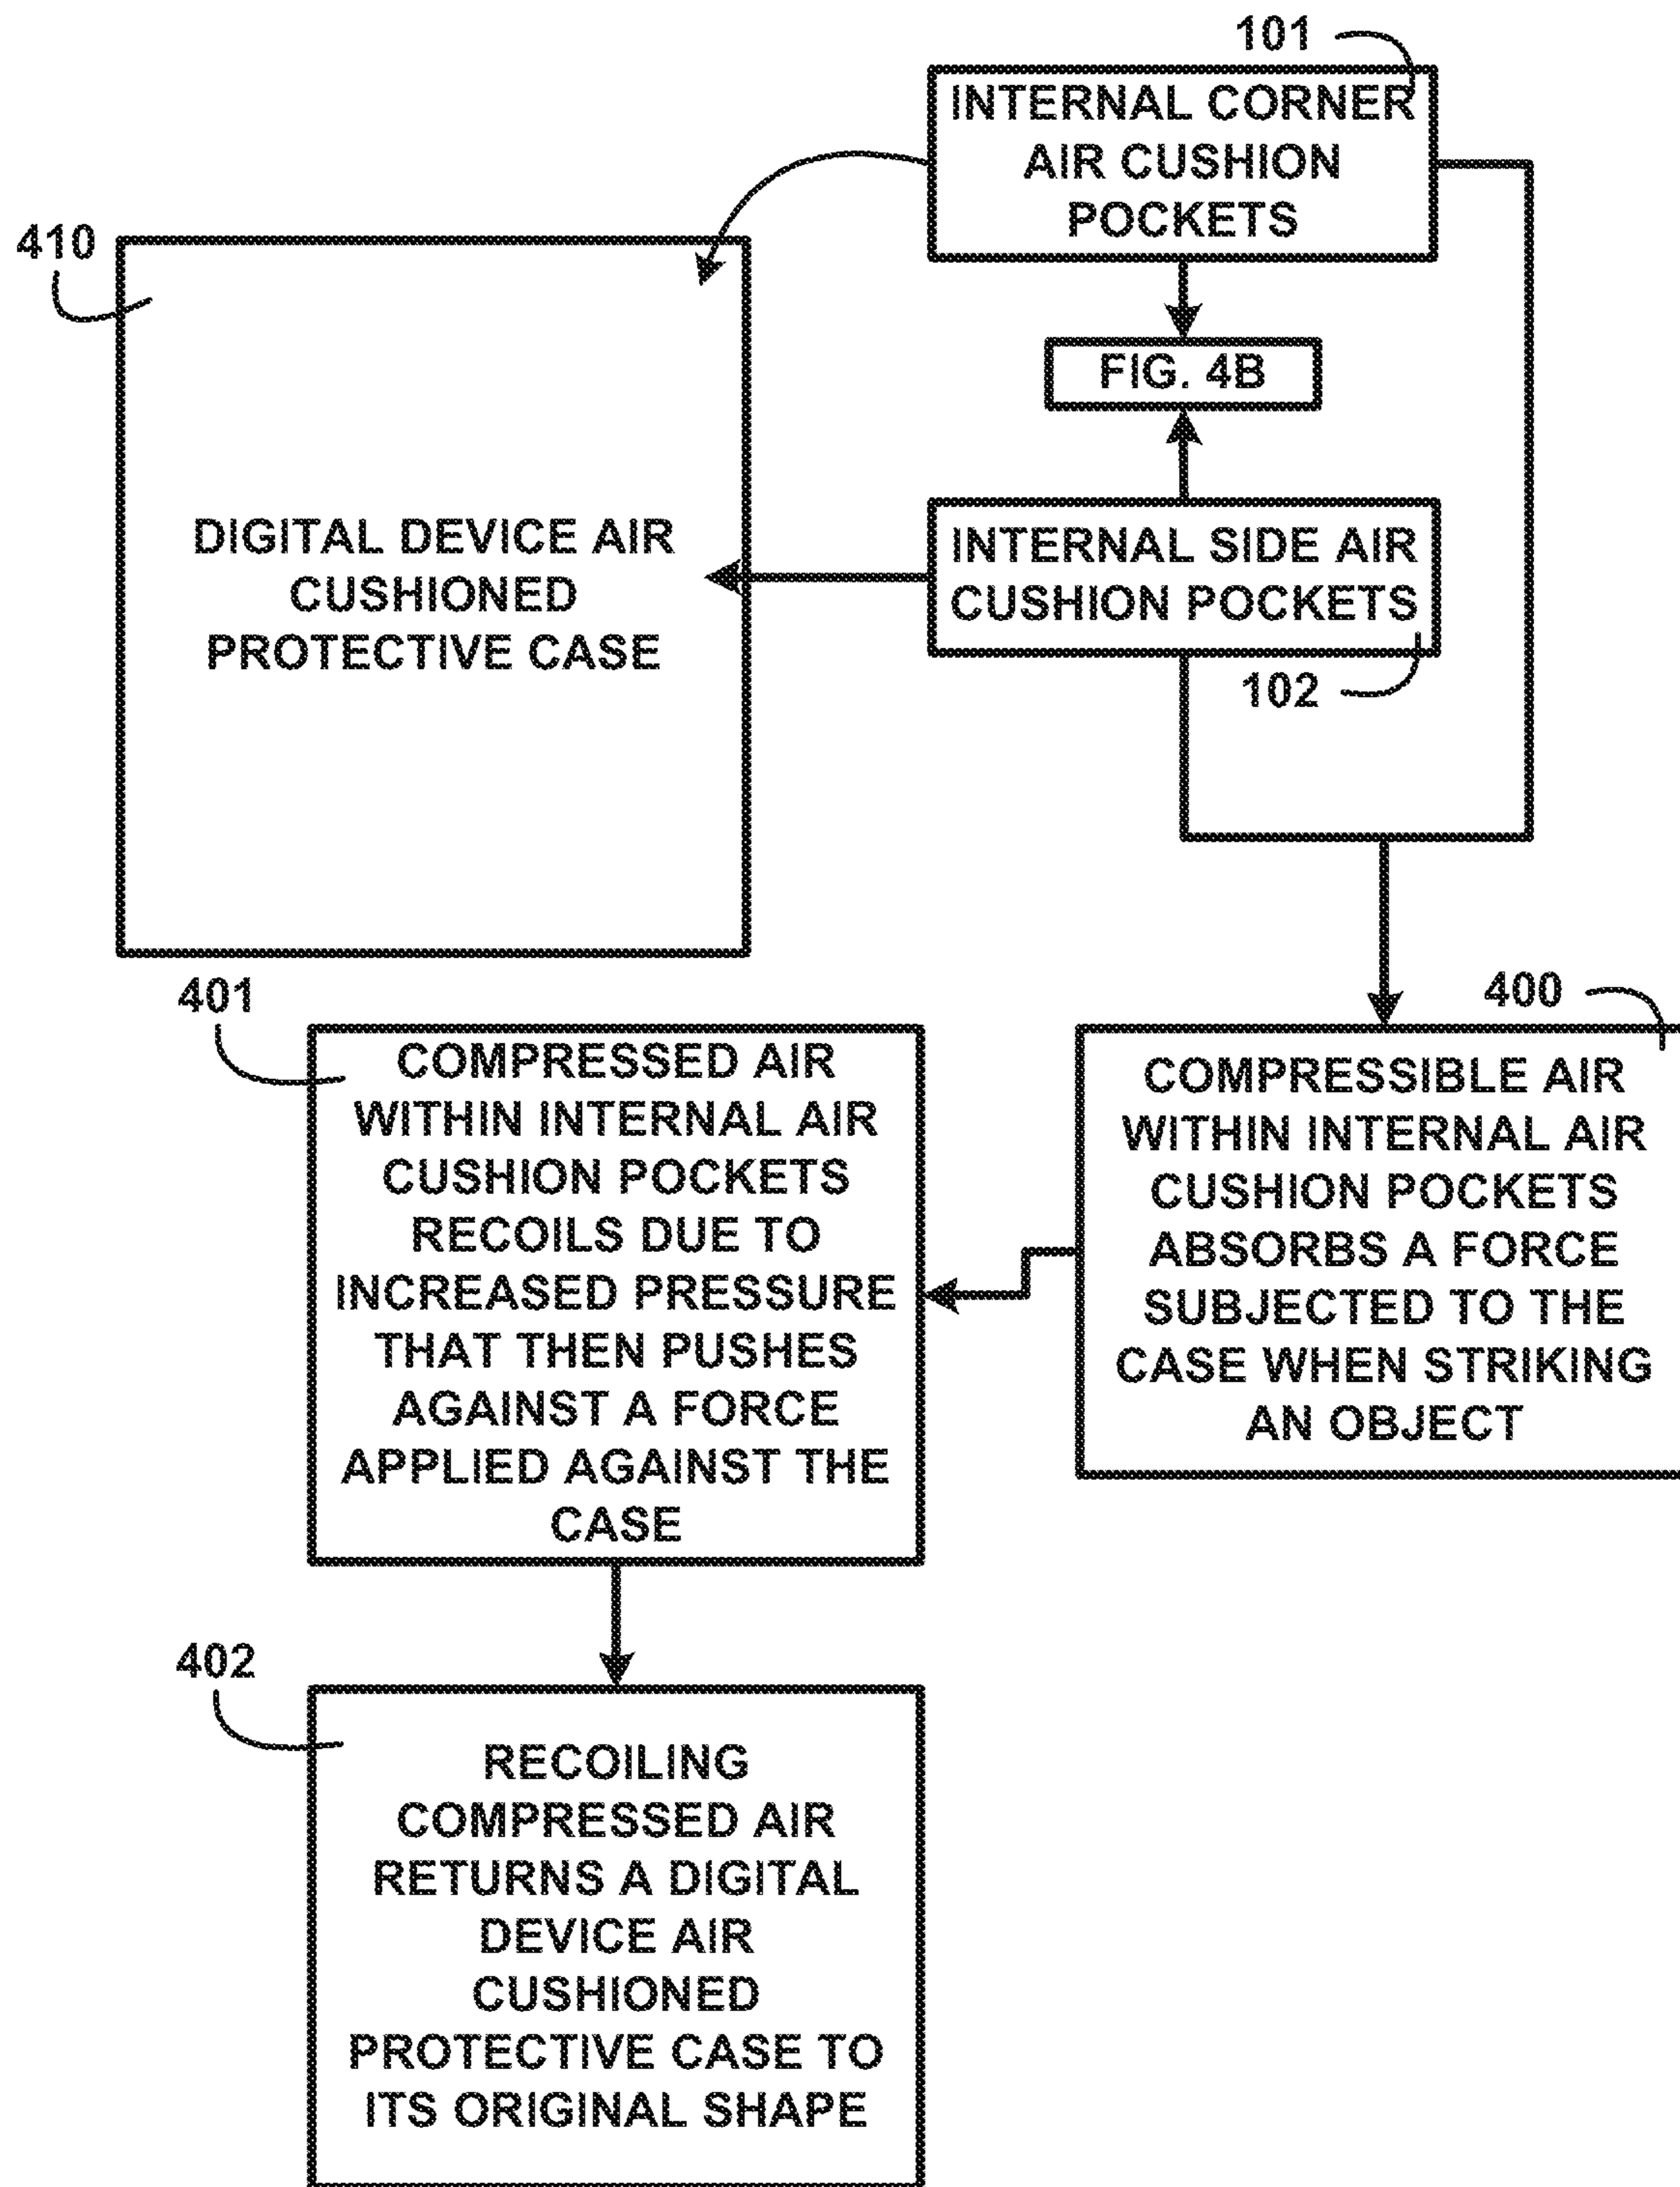 101
INTERNAL CORNER
AIR CUSHION
POCKETS
410
FIG. 4B
DIGITAL DEVICE AIR
CUSHIONED
PROTECTIVE CASE
INTERNAL SIDE AIR
CUSHION POCKETS
102
401
COMPRESSED AIR
WITHIN INTERNAL AIR
CUSHION POCKETS
RECOILS DUE TO
INCREASED PRESSURE
THAT THEN PUSHES
AGAINST A FORCE
APPLIED AGAINST THE
CASE
400
COMPRESSIBLE AIR
WITHIN INTERNAL AIR
CUSHION POCKETS
ABSORBS A FORCE
SUBJECTED TO THE
CASE WHEN STRIKING
AN OBJECT
402
RECOILING
COMPRESSED AIR
RETURNS A DIGITAL
DEVICE AIR
CUSHIONED
PROTECTIVE CASE TO
ITS ORIGINAL SHAPE